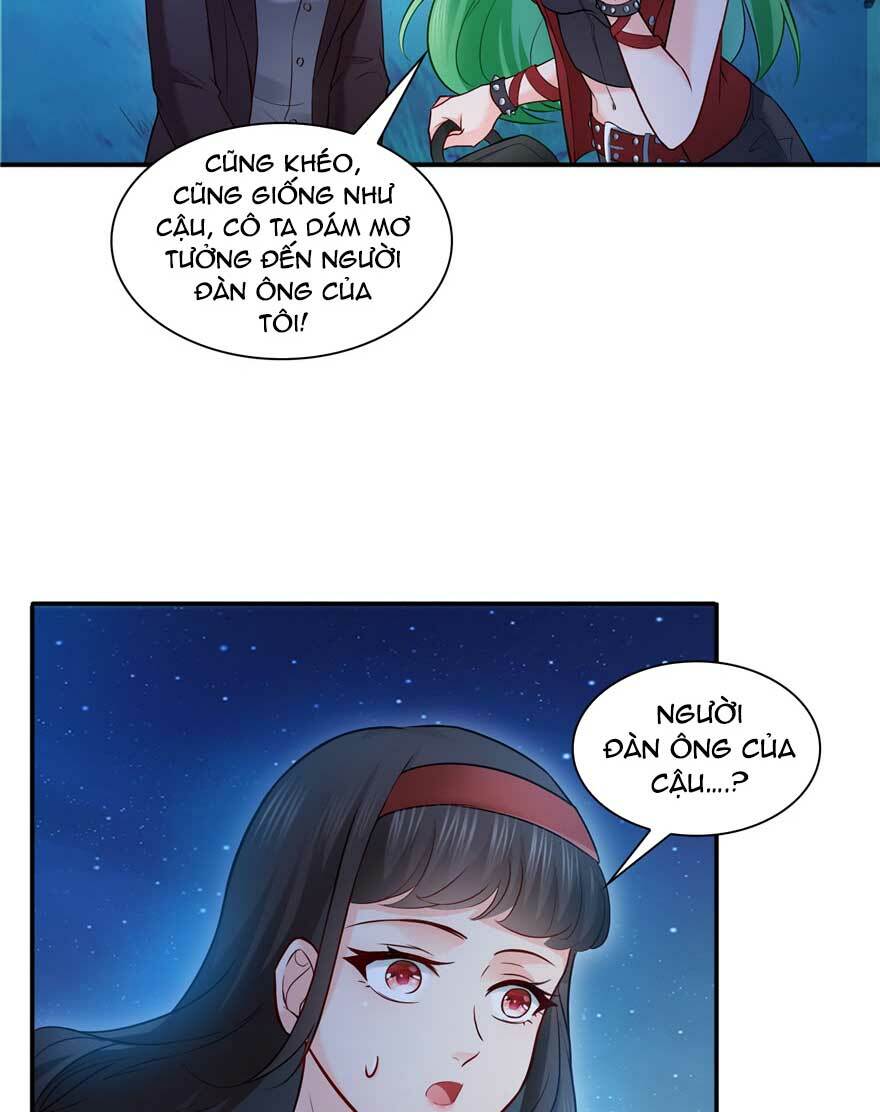 CŨNG KHÉO,
CŨNG GIỐNG NHƯ
CẬU, CÔ TA DÁM MƠ
TƯỞNG ĐẾN NGƯỜI
ĐÀN ÔNG CỦA
TÔI!
NGƯỜI
ĐÀN ÔNG CỦA
CẬU....?